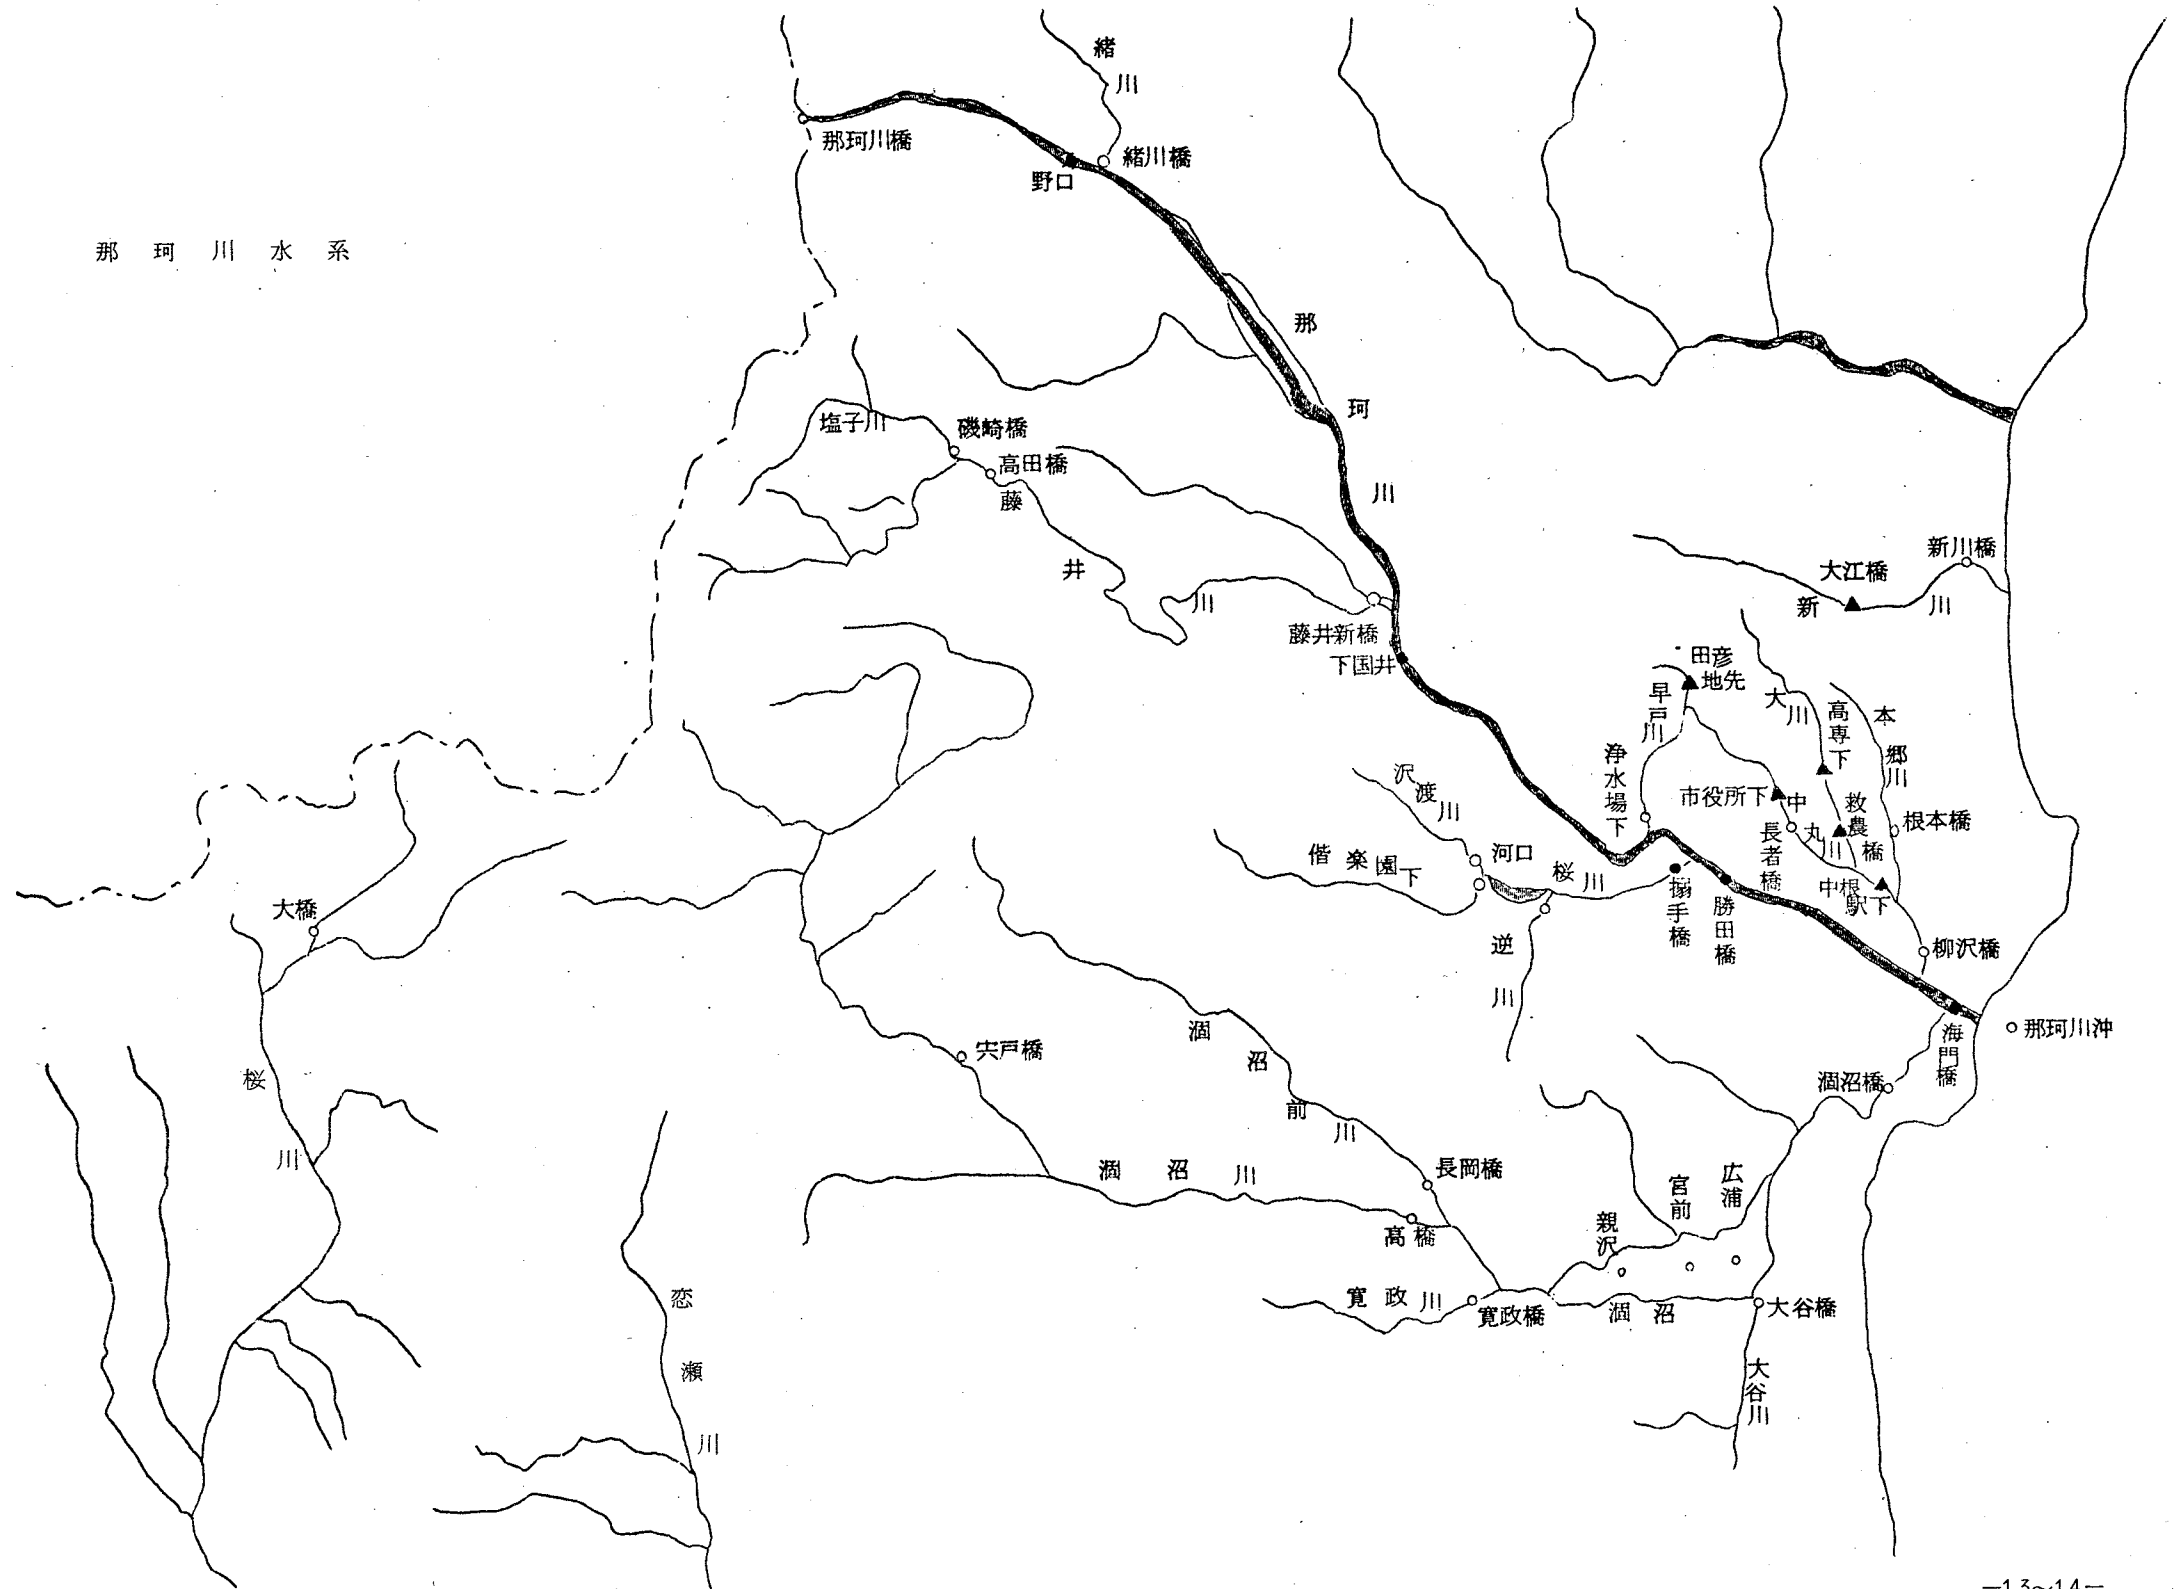 那珂川水系
緒川
那珂川橋
緒川橋
野口
那珂川
塩子川
磯崎橋
高田橋
藤井川
藤井新橋
下国井
新川橋
大江橋
新川
田彦地先
早戸川
大川
高専下
本郷川
浄水場下
市役所下
中丸川
救農橋
根本橋
長者橋
中根駅下
沢渡川
偕楽園下
河口
桜川
搦手橋
勝田橋
逆川
柳沢橋
那珂川沖
海門橋
涸沼橋
大橋
桜川
宍戸橋
涸沼前川
涸沼川
長岡橋
高橋
親沢
宮前
広浦
寛政川
寛政橋
涸沼
大谷橋
大谷川
恋瀬川
—13~14—